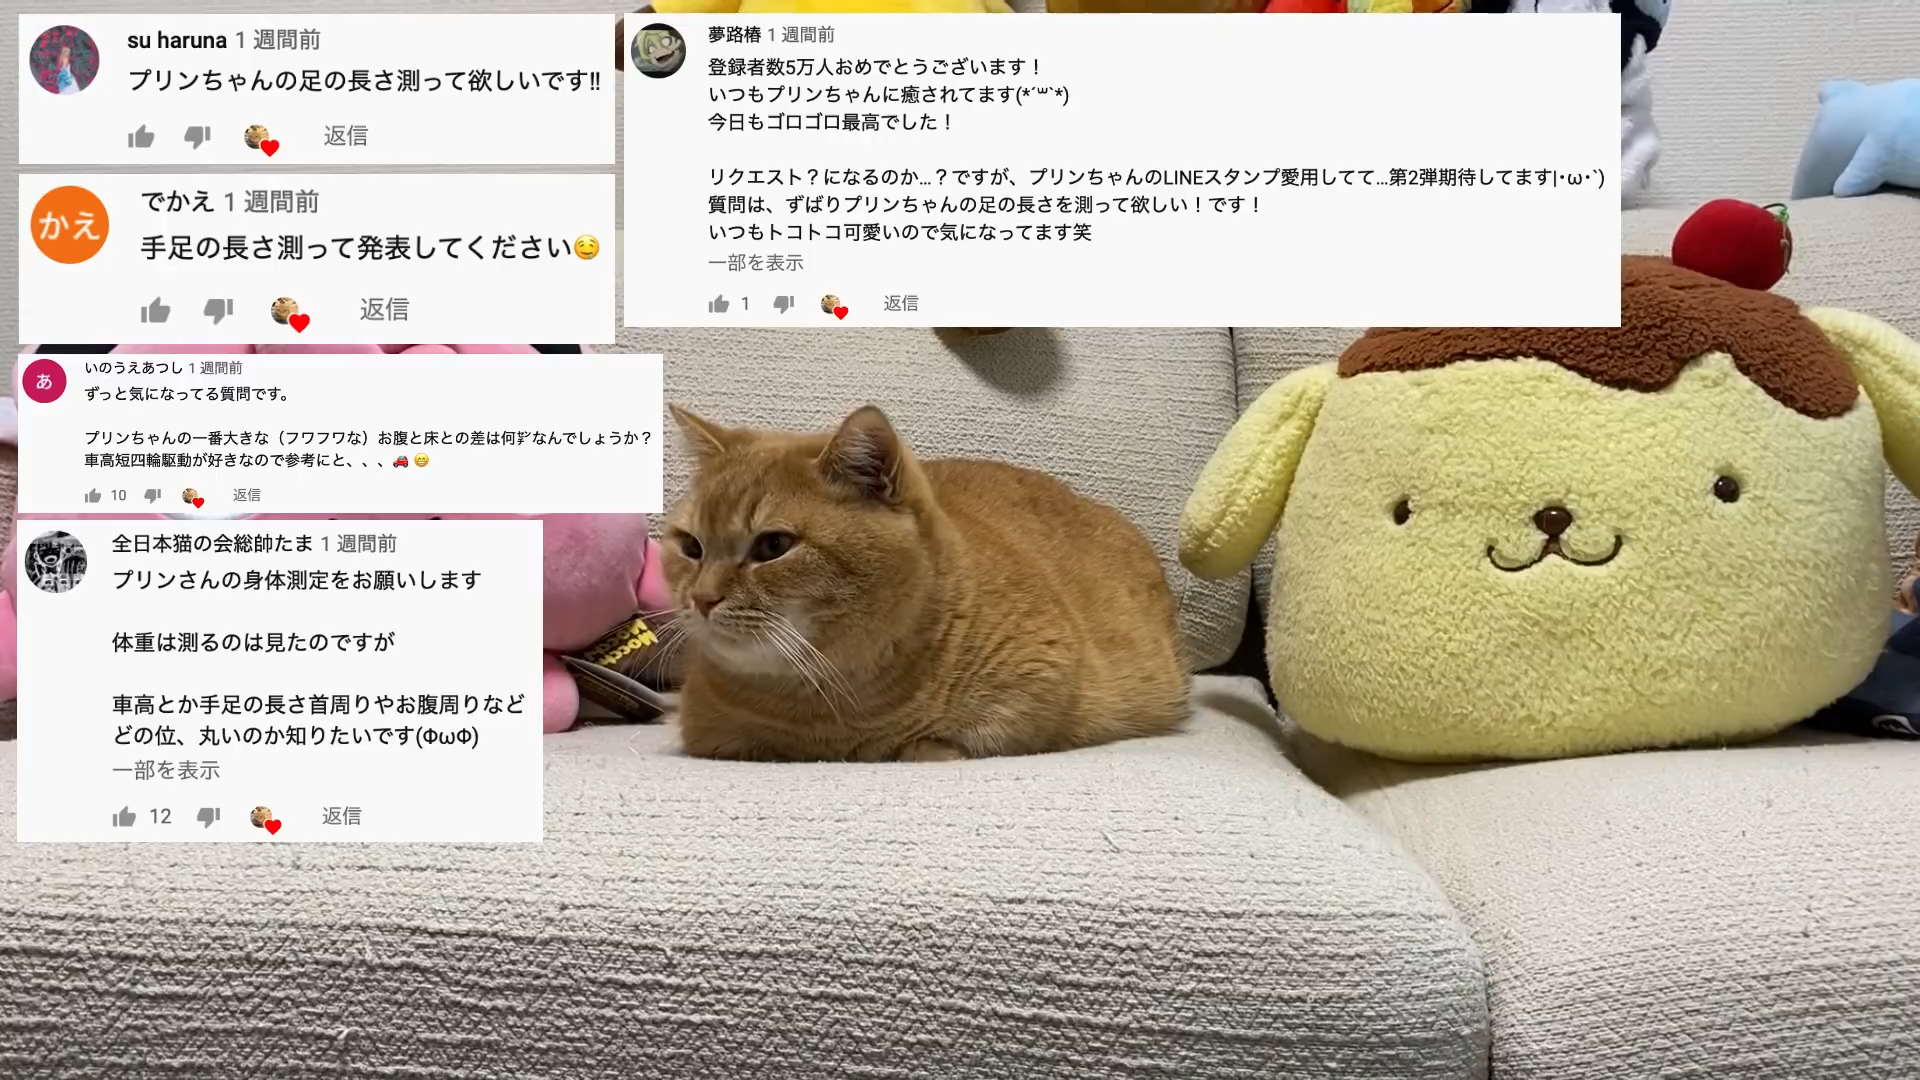 su haruna 1 週間前
プリンちゃんの足の長さ測って欲しいです!!
返信
かえ
でかえ 1 週間前
手足の長さ測って発表してください🤤
返信
あ
いのうえあつし 1 週間前
ずっと気になってる質問です。
プリンちゃんの一番大きな（フワフワな）お腹と床との差は何㌢なんでしょうか？
車高短四輪駆動が好きなので参考にと、、、🚗😁
10 返信
全日本猫の会総帥たま 1 週間前
プリンさんの身体測定をお願いします
体重は測るのは見たのですが
車高とか手足の長さ首周りやお腹周りなど
どの位、丸いのか知りたいです(ΦωΦ)
一部を表示
12 返信
夢路椿 1 週間前
登録者数5万人おめでとうございます！
いつもプリンちゃんに癒されてます(*´꒳`*)
今日もゴロゴロ最高でした！
リクエスト？になるのか...？ですが、プリンちゃんのLINEスタンプ愛用してて...第2弾期待してます|･ω･`)
質問は、ずばりプリンちゃんの足の長さを測って欲しい！です！
いつもトコトコ可愛いので気になってます笑
一部を表示
1 返信